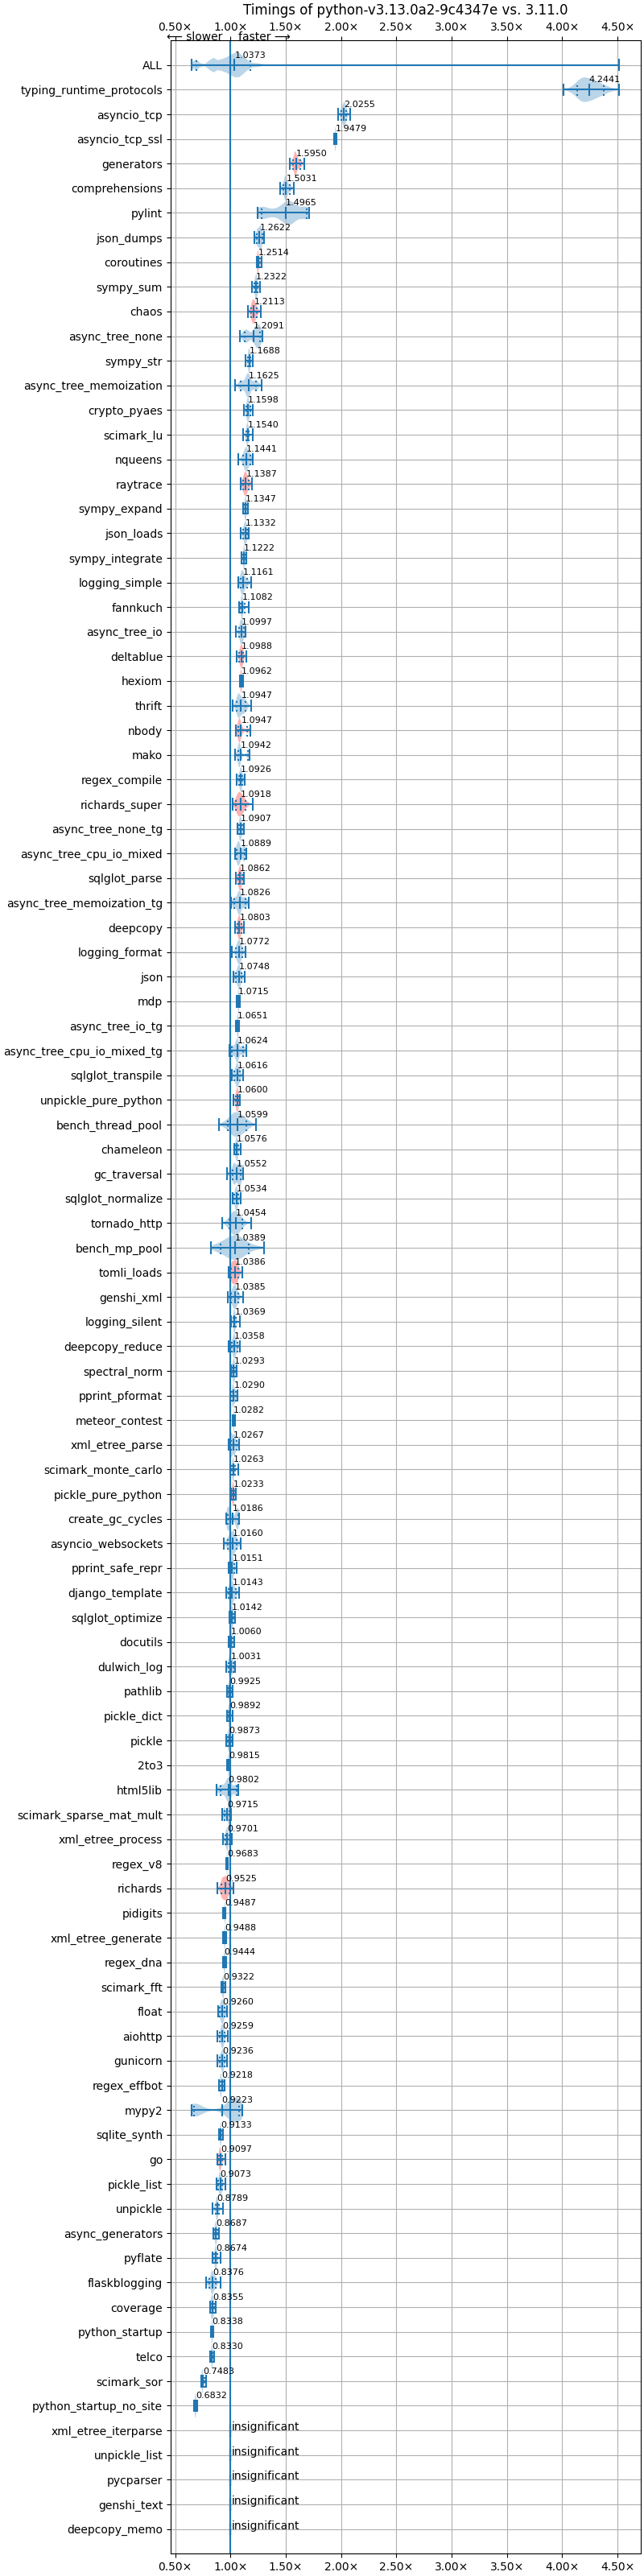 Timings of python-v3.13.0a2-9c4347e vs. 3.11.0
0.50× 1.00× 1.50× 2.00× 2.50× 3.00× 3.50× 4.00× 4.50×
⟵ slower faster ⟶
ALL 1.0373
typing_runtime_protocols 4.2441
asyncio_tcp 2.0255
asyncio_tcp_ssl 1.9479
generators 1.5950
comprehensions 1.5031
pylint 1.4965
json_dumps 1.2622
coroutines 1.2514
sympy_sum 1.2322
chaos 1.2113
async_tree_none 1.2091
sympy_str 1.1688
async_tree_memoization 1.1625
crypto_pyaes 1.1598
scimark_lu 1.1540
nqueens 1.1441
raytrace 1.1387
sympy_expand 1.1347
json_loads 1.1332
sympy_integrate 1.1222
logging_simple 1.1161
fannkuch 1.1082
async_tree_io 1.0997
deltablue 1.0988
hexiom 1.0962
thrift 1.0947
nbody 1.0947
mako 1.0942
regex_compile 1.0926
richards_super 1.0918
async_tree_none_tg 1.0907
async_tree_cpu_io_mixed 1.0889
sqlglot_parse 1.0862
async_tree_memoization_tg 1.0826
deepcopy 1.0803
logging_format 1.0772
json 1.0748
mdp 1.0715
async_tree_io_tg 1.0651
async_tree_cpu_io_mixed_tg 1.0624
sqlglot_transpile 1.0616
unpickle_pure_python 1.0600
bench_thread_pool 1.0599
chameleon 1.0576
gc_traversal 1.0552
sqlglot_normalize 1.0534
tornado_http 1.0454
bench_mp_pool 1.0389
tomli_loads 1.0386
genshi_xml 1.0385
logging_silent 1.0369
deepcopy_reduce 1.0358
spectral_norm 1.0293
pprint_pformat 1.0290
meteor_contest 1.0282
xml_etree_parse 1.0267
scimark_monte_carlo 1.0263
pickle_pure_python 1.0233
create_gc_cycles 1.0186
asyncio_websockets 1.0160
pprint_safe_repr 1.0151
django_template 1.0143
sqlglot_optimize 1.0142
docutils 1.0060
dulwich_log 1.0031
pathlib 0.9925
pickle_dict 0.9892
pickle 0.9873
2to3 0.9815
html5lib 0.9802
scimark_sparse_mat_mult 0.9715
xml_etree_process 0.9701
regex_v8 0.9683
richards 0.9525
pidigits 0.9487
xml_etree_generate 0.9488
regex_dna 0.9444
scimark_fft 0.9322
float 0.9260
aiohttp 0.9259
gunicorn 0.9236
regex_effbot 0.9218
mypy2 0.9223
sqlite_synth 0.9133
go 0.9097
pickle_list 0.9073
unpickle 0.8789
async_generators 0.8687
pyflate 0.8674
flaskblogging 0.8376
coverage 0.8355
python_startup 0.8338
telco 0.8330
scimark_sor 0.7483
python_startup_no_site 0.6832
xml_etree_iterparse insignificant
unpickle_list insignificant
pycparser insignificant
genshi_text insignificant
deepcopy_memo insignificant
0.50× 1.00× 1.50× 2.00× 2.50× 3.00× 3.50× 4.00× 4.50×